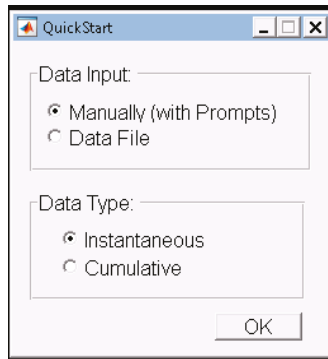 QuickStart
Data Input:
Manually (with Prompts)
Data File
Data Type:
Instantaneous
Cumulative
OK